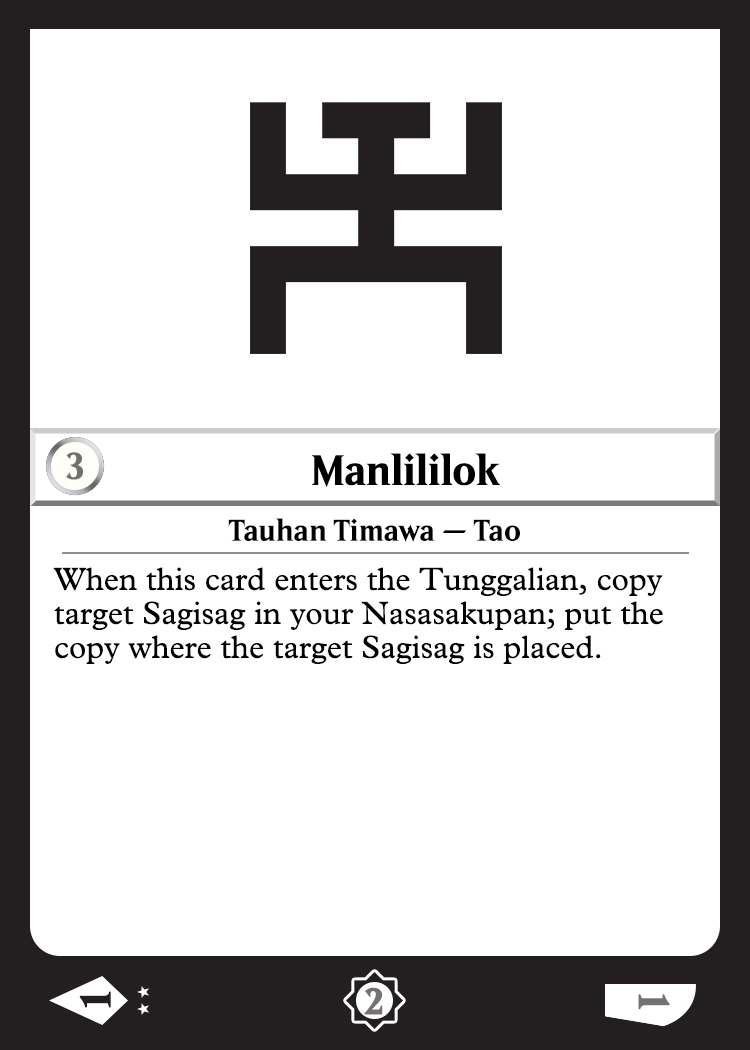 3
Manlililok
Tauhan Timawa — Tao
When this card enters the Tunggalian, copy
target Sagisag in your Nasasakupan; put the
copy where the target Sagisag is placed.
1
2
1